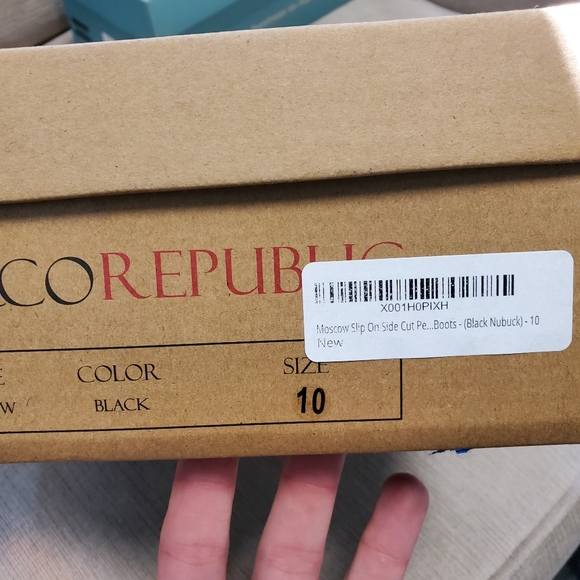 COREPUBLIC
X001H0PIXH
Moscow Slip On Side Cut Pe...Boots - (Black Nubuck) - 10
New
E COLOR SIZE
W BLACK 10